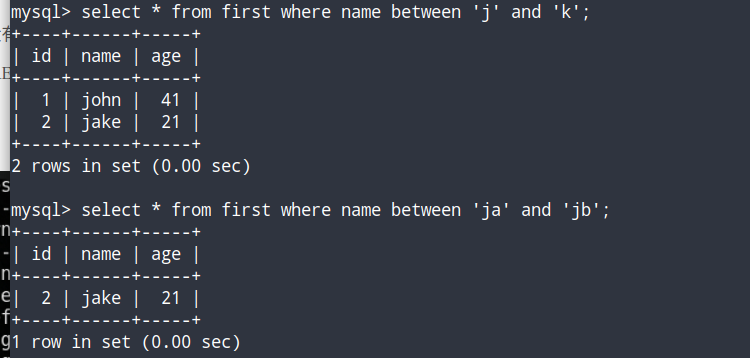 mysql> select * from first where name between 'j' and 'k';
+----+------+-----+
| id | name | age |
+----+------+-----+
|  1 | john |  41 |
|  2 | jake |  21 |
+----+------+-----+
2 rows in set (0.00 sec)
mysql> select * from first where name between 'ja' and 'jb';
+----+------+-----+
| id | name | age |
+----+------+-----+
|  2 | jake |  21 |
+----+------+-----+
1 row in set (0.00 sec)